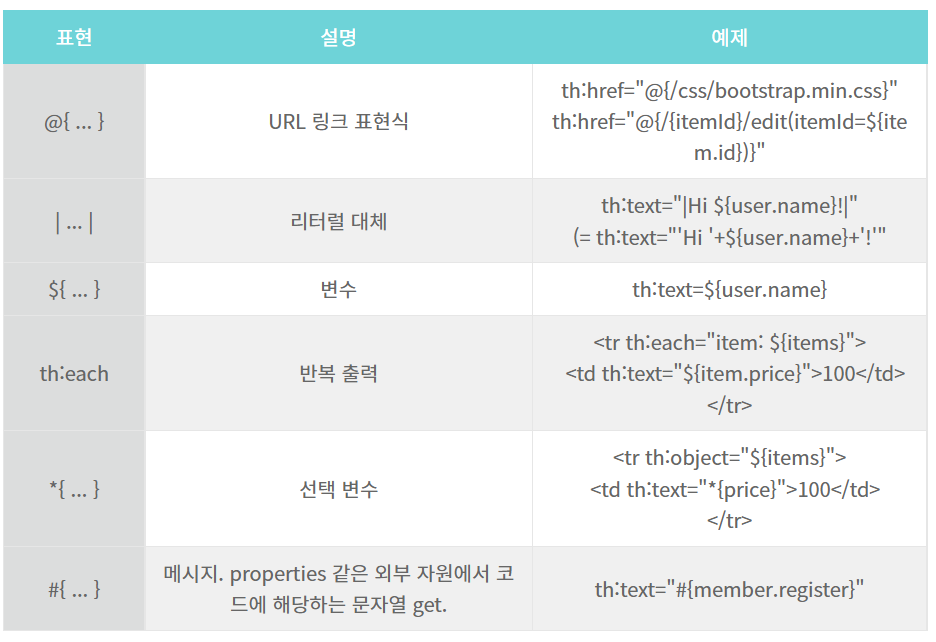 표현 설명 예제
@{ ... } URL 링크 표현식 th:href="@{/css/bootstrap.min.css}"
th:href="@{/{itemId}/edit(itemId=${ite
m.id})}"
| ... | 리터럴 대체 th:text="|Hi ${user.name}!|"
(= th:text="'Hi '+${user.name}+'!'"
${ ... } 변수 th:text=${user.name}
th:each 반복 출력 <tr th:each="item: ${items}">
<td th:text="${item.price}">100</td>
</tr>
*{ ... } 선택 변수 <tr th:object="${items}">
<td th:text="*{price}">100</td>
</tr>
#{ ... } 메시지. properties 같은 외부 자원에서 코
드에 해당하는 문자열 get. th:text="#{member.register}"